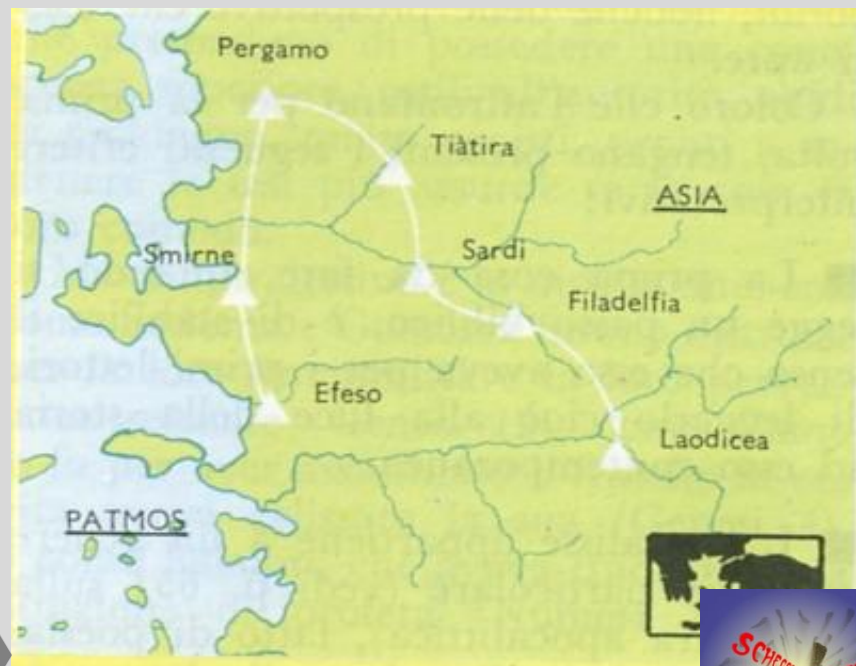 Pergamo
Tiàtira
ASIA
Smirne
Sardi
Filadelfia
Efeso
Laodicea
PATMOS